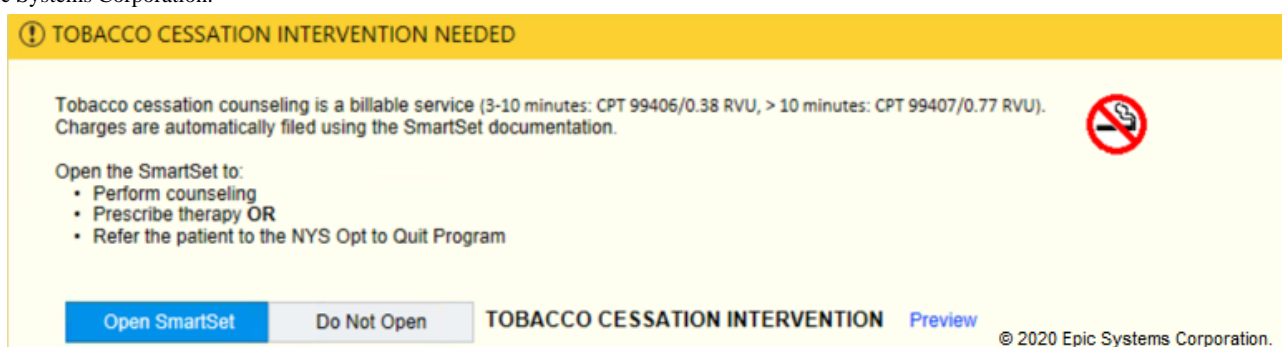 c Systems Corporation.
TOBACCO CESSATION INTERVENTION NEEDED
Tobacco cessation counseling is a billable service (3-10 minutes: CPT 99406/0.38 RVU, > 10 minutes: CPT 99407/0.77 RVU).
Charges are automatically filed using the SmartSet documentation.
Open the SmartSet to:
• Perform counseling
• Prescribe therapy OR
• Refer the patient to the NYS Opt to Quit Program
Open SmartSet Do Not Open TOBACCO CESSATION INTERVENTION Preview
© 2020 Epic Systems Corporation.